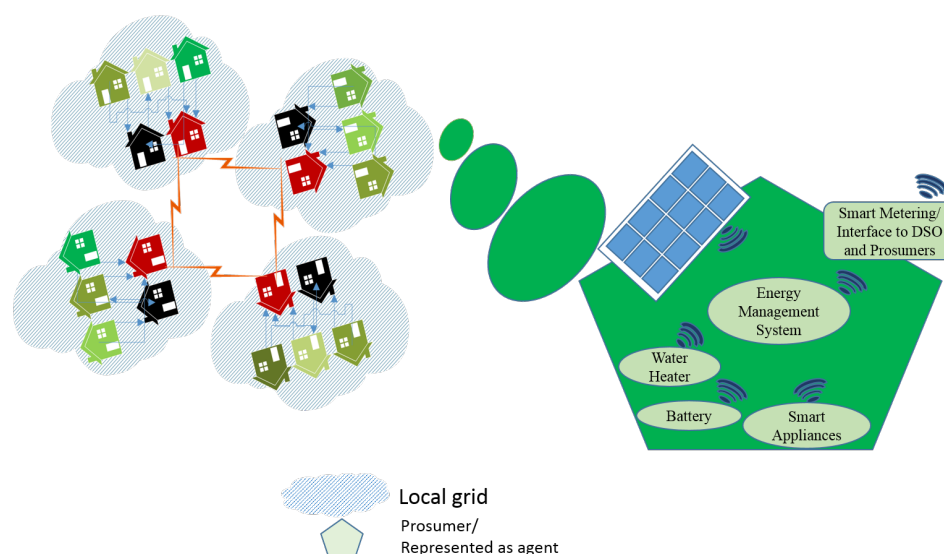 Smart Metering/
Interface to DSO
and Prosumers
Energy
Management
System
Water
Heater
Battery
Smart
Appliances
Local grid
Prosumer/
Represented as agent